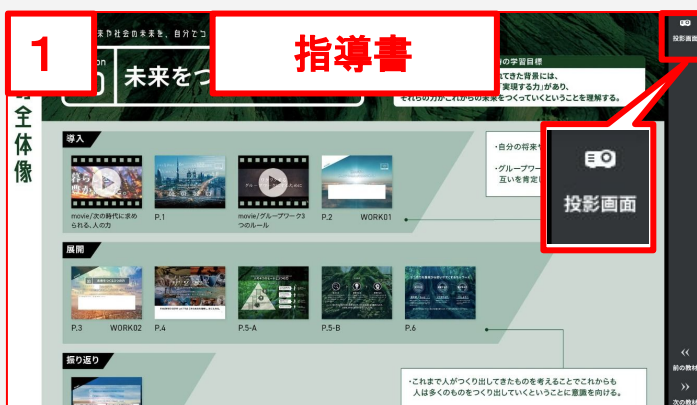 1
指導書
投影画面
来や社会の未来を、自分でコ
on
未来をつ
の学習目標
れてきた背景には、
実現する力」があり、
それらの力がこれからの未来をつくっていくということを理解する。
全体像
導入
・自分の将来や
・グループワー
互いを肯定し
投影画面
movie/次の時代に求め
られる、人の力
P.1
movie/グループワーク3
つのルール
P.2 WORK01
展開
P.3 WORK02
P.4
P.5-A
P.5-B
P.6
振り返り
・これまで人がつくり出してきたものを考えることでこれからも
人は多くのものをつくり出していくということに意識を向ける。
前の教材
次の教材